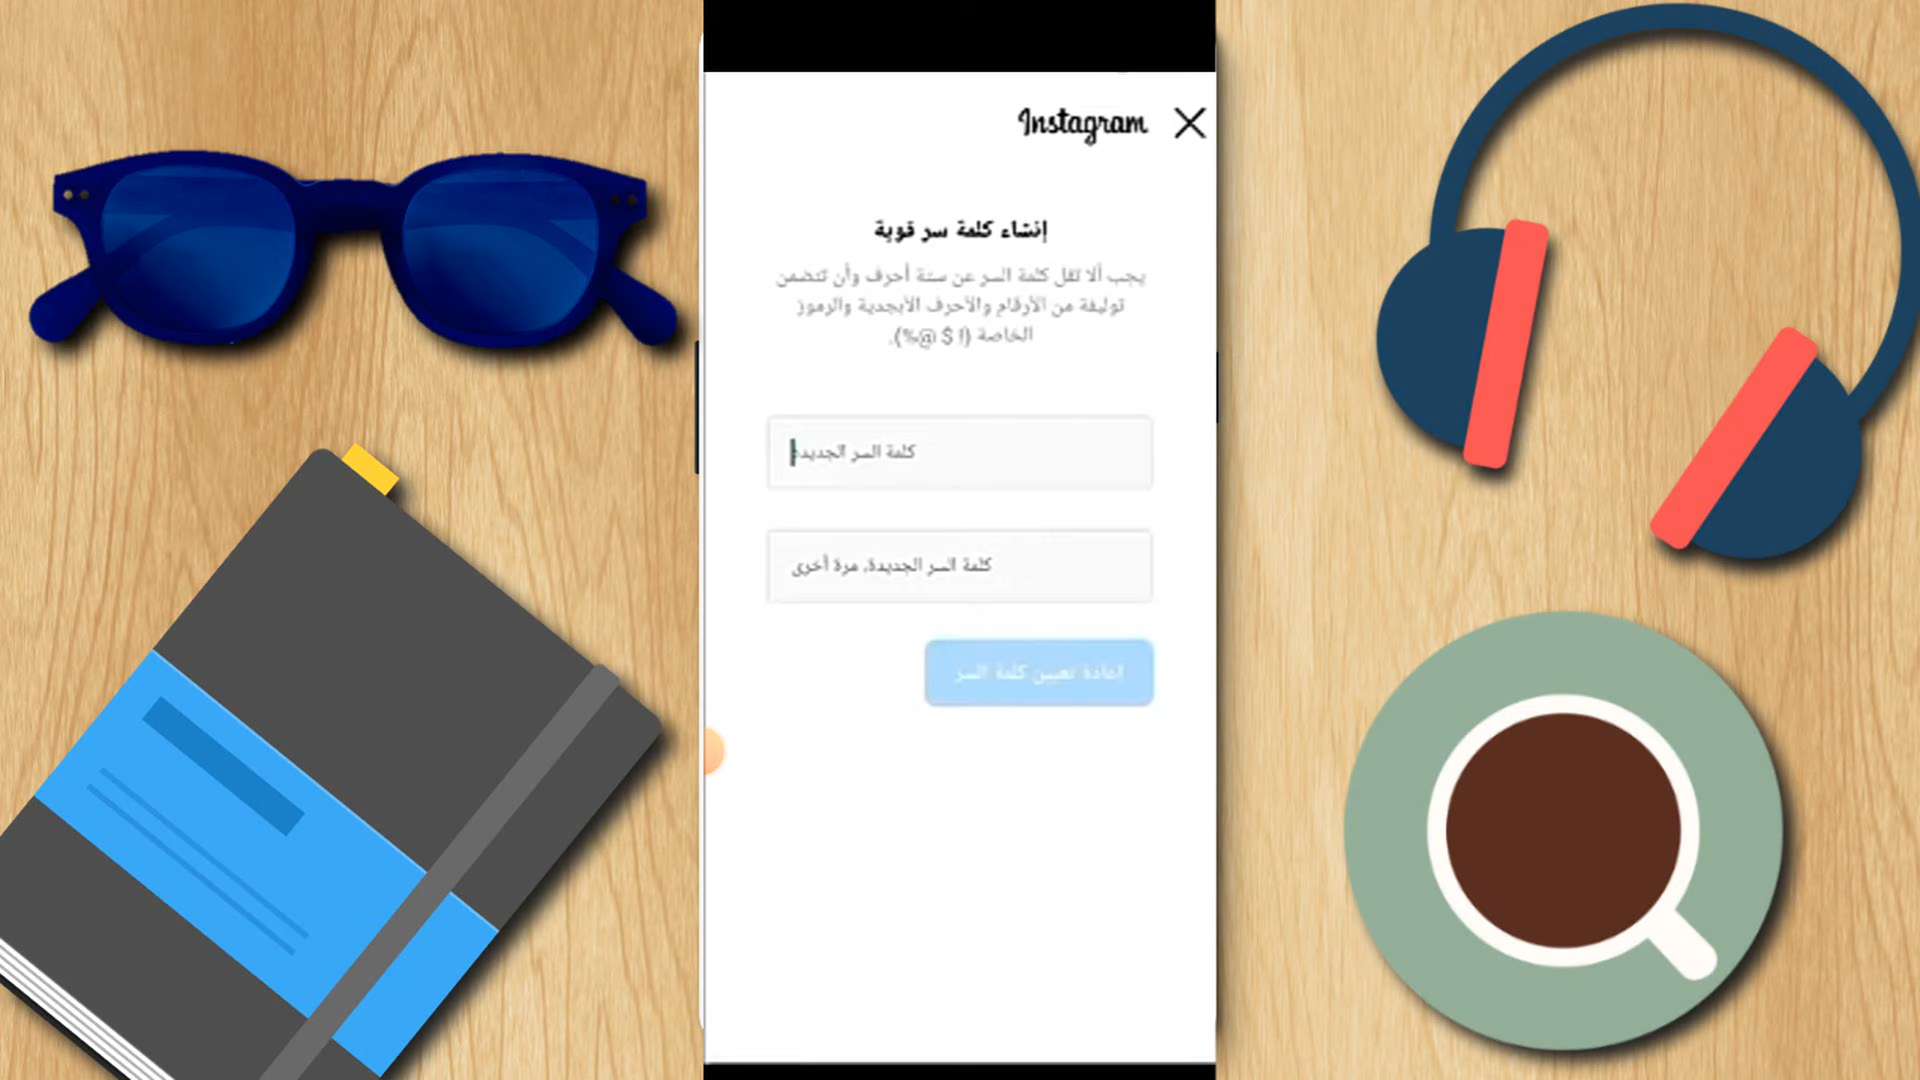 Instagram
إنشاء كلمة سر قوية
يجب ألا تقل كلمة السر عن ستة أحرف وأن تتضمن
توليفة من الأرقام والأحرف الأبجدية والرموز
الخاصة (!$@%).
كلمة السر الجديدة
كلمة السر الجديدة، مرة أخرى
إعادة تعيين كلمة السر